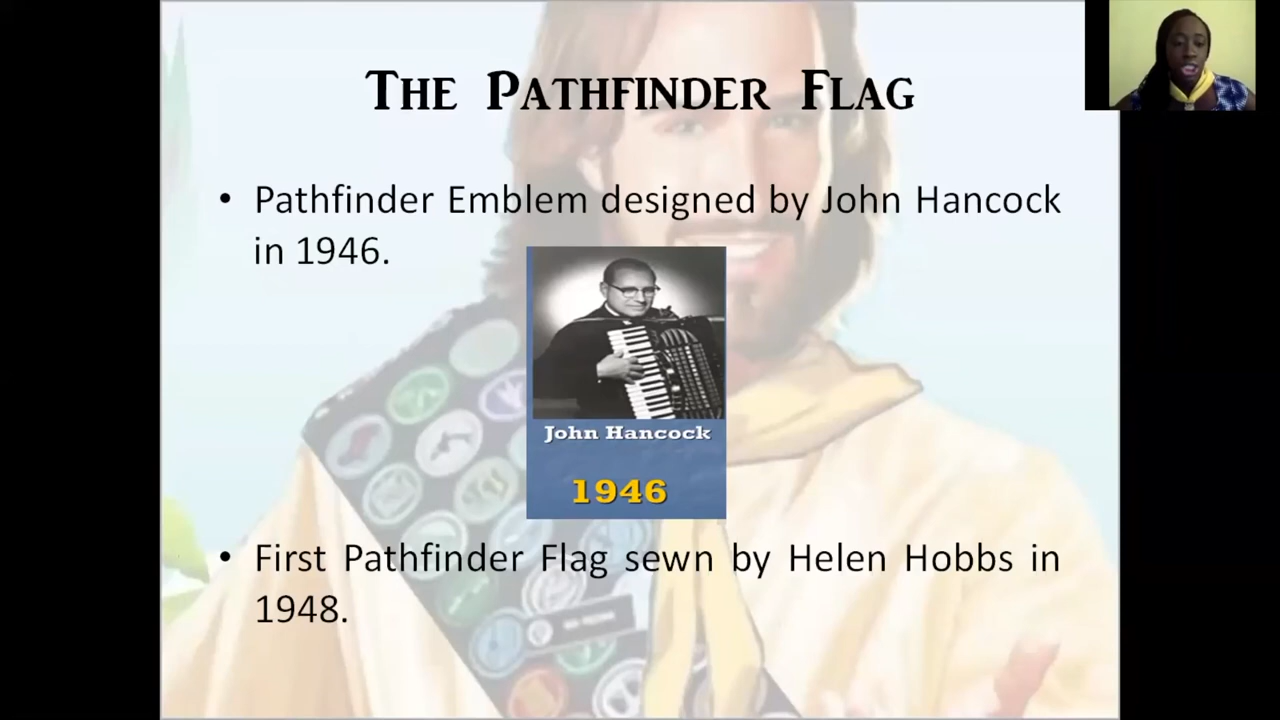 The Pathfinder Flag
• Pathfinder Emblem designed by John Hancock
in 1946.
John Hancock
1946
• First Pathfinder Flag sewn by Helen Hobbs in
1948.